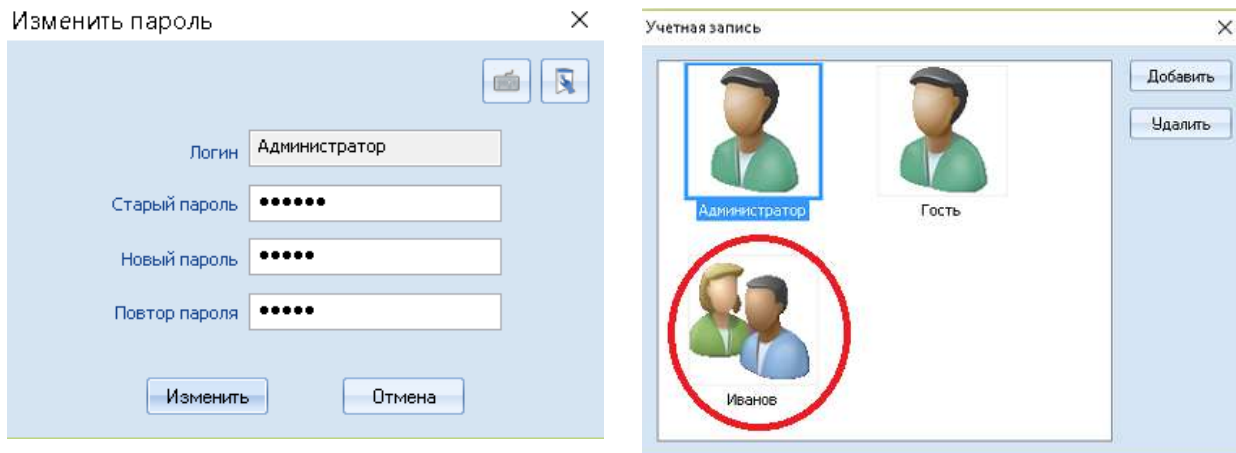 Изменить пароль
Логин Администратор
Старый пароль ●●●●●●
Новый пароль ●●●●●
Повтор пароля ●●●●●
Изменить Отмена
Учетная запись
Добавить
Удалить
Администратор Гость
Иванов